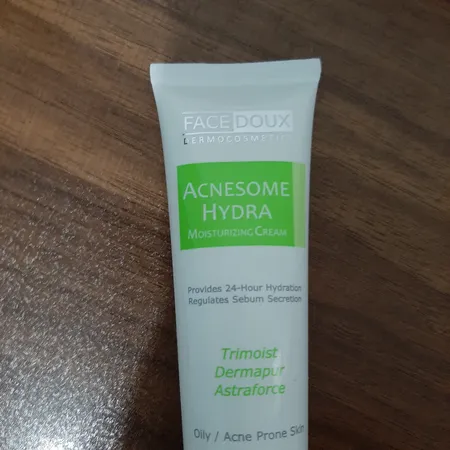 FACE DOUX
DERMOCOSMETICS
ACNESOME
HYDRA
MOISTURIZING CREAM
Provides 24-Hour Hydration
Regulates Sebum Secretion
Trimoist
Dermapur
Astraforce
Oily / Acne Prone Skin